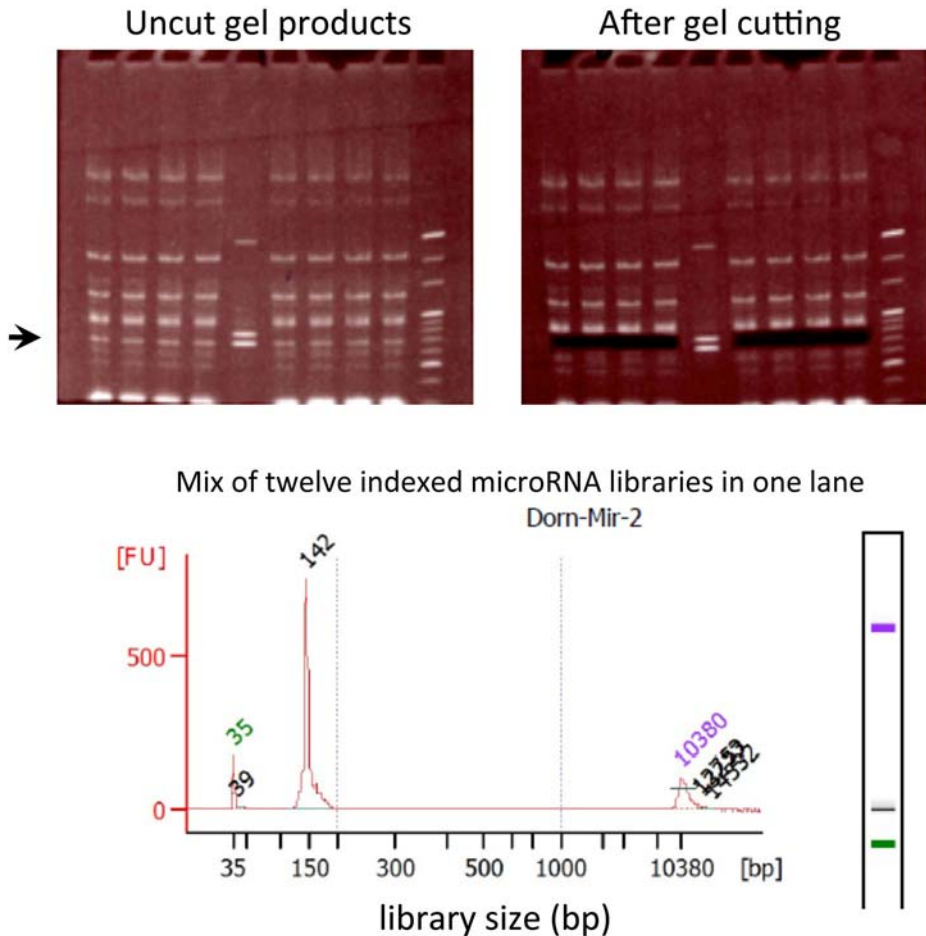 Uncut gel products
After gel cutting
Mix of twelve indexed microRNA libraries in one lane
Dorn-Mir-2
[FU]
142
500
35
39
10380
0
35 150 300 500 1000 10380 [bp]
library size (bp)